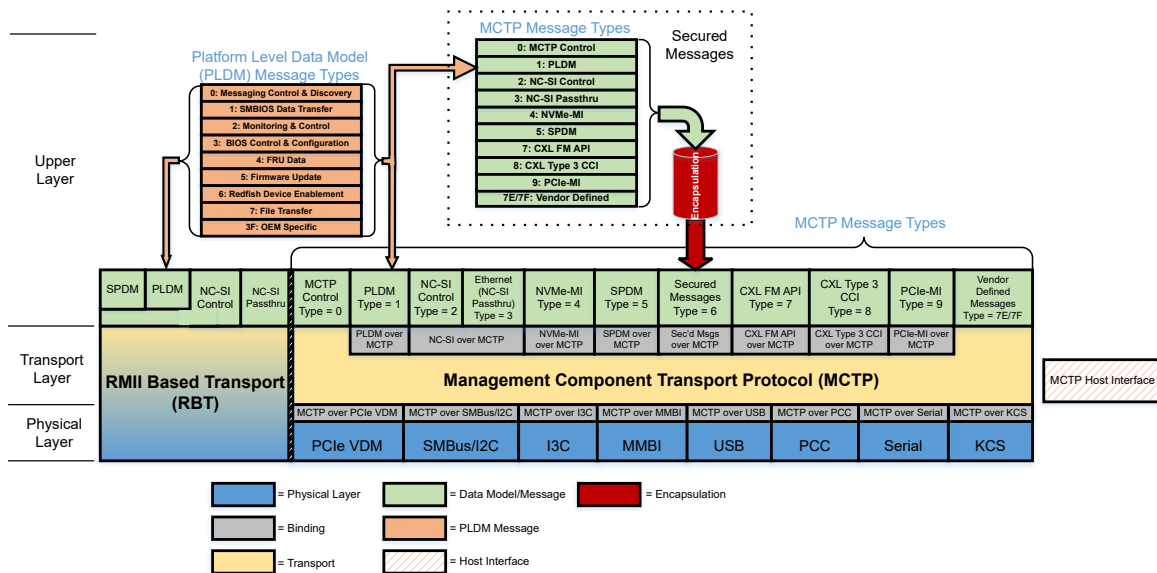 MCTP Message Types
Secured
Messages
0: MCTP Control
1: PLDM
2: NC-SI Control
3: NC-SI Passthru
4: NVMe-MI
5: SPDM
7: CXL FM API
8: CXL Type 3 CCI
9: PCIe-MI
7E/7F: Vendor Defined
Encapsulation
Platform Level Data Model
(PLDM) Message Types
0: Messaging Control & Discovery
1: SMBIOS Data Transfer
2: Monitoring & Control
3: BIOS Control & Configuration
4: FRU Data
5: Firmware Update
6: Redfish Device Enablement
7: File Transfer
3F: OEM Specific
Upper
Layer
MCTP Message Types
SPDM
PLDM
NC-SI
Control
NC-SI
Passthru
MCTP
Control
Type = 0
PLDM
Type = 1
NC-SI
Control
Type = 2
Ethernet
(NC-SI
Passthru)
Type = 3
NVMe-MI
Type = 4
SPDM
Type = 5
Secured
Messages
Type = 6
CXL FM API
Type = 7
CXL Type 3
CCI
Type = 8
PCIe-MI
Type = 9
Vendor
Defined
Messages
Type = 7E/7F
PLDM over
MCTP
NC-SI over MCTP
NVMe-MI
over MCTP
SPDM over
MCTP
Sec'd Msgs
over MCTP
CXL FM API
over MCTP
CXL Type 3 CCI
over MCTP
PCIe-MI over
MCTP
Transport
Layer
RMII Based Transport
(RBT)
Management Component Transport Protocol (MCTP)
MCTP Host Interface
Physical
Layer
MCTP over PCIe VDM
MCTP over SMBus/I2C
MCTP over I3C
MCTP over MMBI
MCTP over USB
MCTP over PCC
MCTP over Serial
MCTP over KCS
PCIe VDM
SMBus/I2C
I3C
MMBI
USB
PCC
Serial
KCS
= Physical Layer
= Data Model/Message
= Encapsulation
= Binding
= PLDM Message
= Transport
= Host Interface